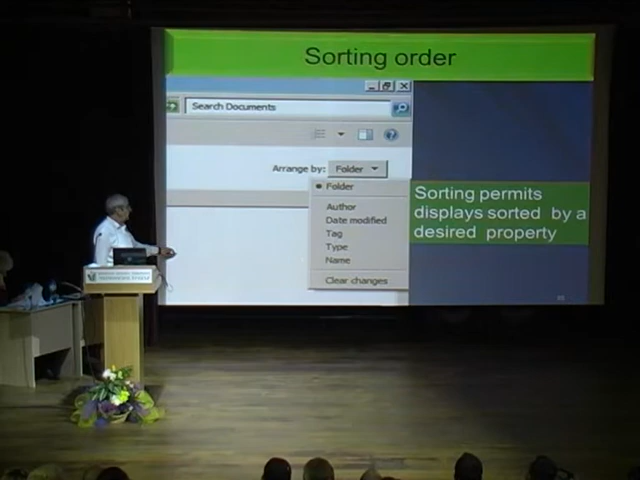 Sorting order
Search Documents
Arrange by: Folder
Folder
Author
Date modified
Tag
Type
Name
Clear changes
Sorting permits
displays sorted by a
desired property